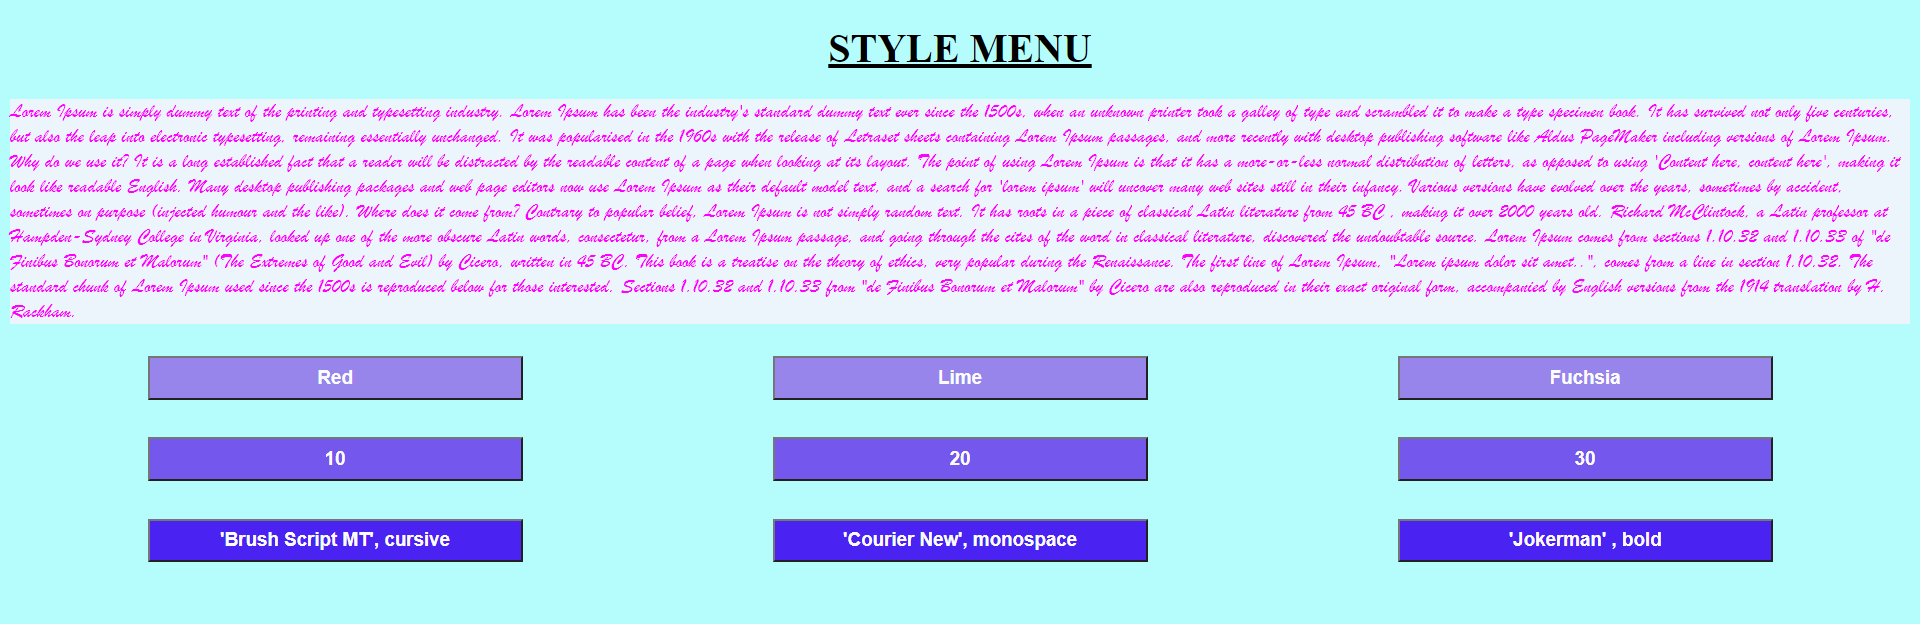 STYLE MENU
Lorem Ipsum is simply dummy text of the printing and typesetting industry. Lorem Ipsum has been the industry's standard dummy text ever since the 1500s, when an unknown printer took a galley of type and scrambled it to make a type specimen book. It has survived not only five centuries,
but also the leap into electronic typesetting, remaining essentially unchanged. It was popularised in the 1960s with the release of Letraset sheets containing Lorem Ipsum passages, and more recently with desktop publishing software like Aldus PageMaker including versions of Lorem Ipsum.
Why do we use it? It is a long established fact that a reader will be distracted by the readable content of a page when looking at its layout. The point of using Lorem Ipsum is that it has a more-or-less normal distribution of letters, as opposed to using 'Content here, content here', making it
look like readable English. Many desktop publishing packages and web page editors now use Lorem Ipsum as their default model text, and a search for 'lorem ipsum' will uncover many web sites still in their infancy. Various versions have evolved over the years, sometimes by accident,
sometimes on purpose (injected humour and the like). Where does it come from? Contrary to popular belief, Lorem Ipsum is not simply random text. It has roots in a piece of classical Latin literature from 45 BC , making it over 2000 years old. Richard McClintock, a Latin professor at
Hampden-Sydney College in Virginia, looked up one of the more obscure Latin words, consectetur, from a Lorem Ipsum passage, and going through the cites of the word in classical literature, discovered the undoubtable source. Lorem Ipsum comes from sections 1.10.32 and 1.10.33 of "de
Finibus Bonorum et Malorum" (The Extremes of Good and Evil) by Cicero, written in 45 BC. This book is a treatise on the theory of ethics, very popular during the Renaissance. The first line of Lorem Ipsum, "Lorem ipsum dolor sit amet..", comes from a line in section 1.10.32. The
standard chunk of Lorem Ipsum used since the 1500s is reproduced below for those interested. Sections 1.10.32 and 1.10.33 from "de Finibus Bonorum et Malorum" by Cicero are also reproduced in their exact original form, accompanied by English versions from the 1914 translation by H.
Rackham.
Red
Lime
Fuchsia
10
20
30
'Brush Script MT', cursive
'Courier New', monospace
'Jokerman' , bold